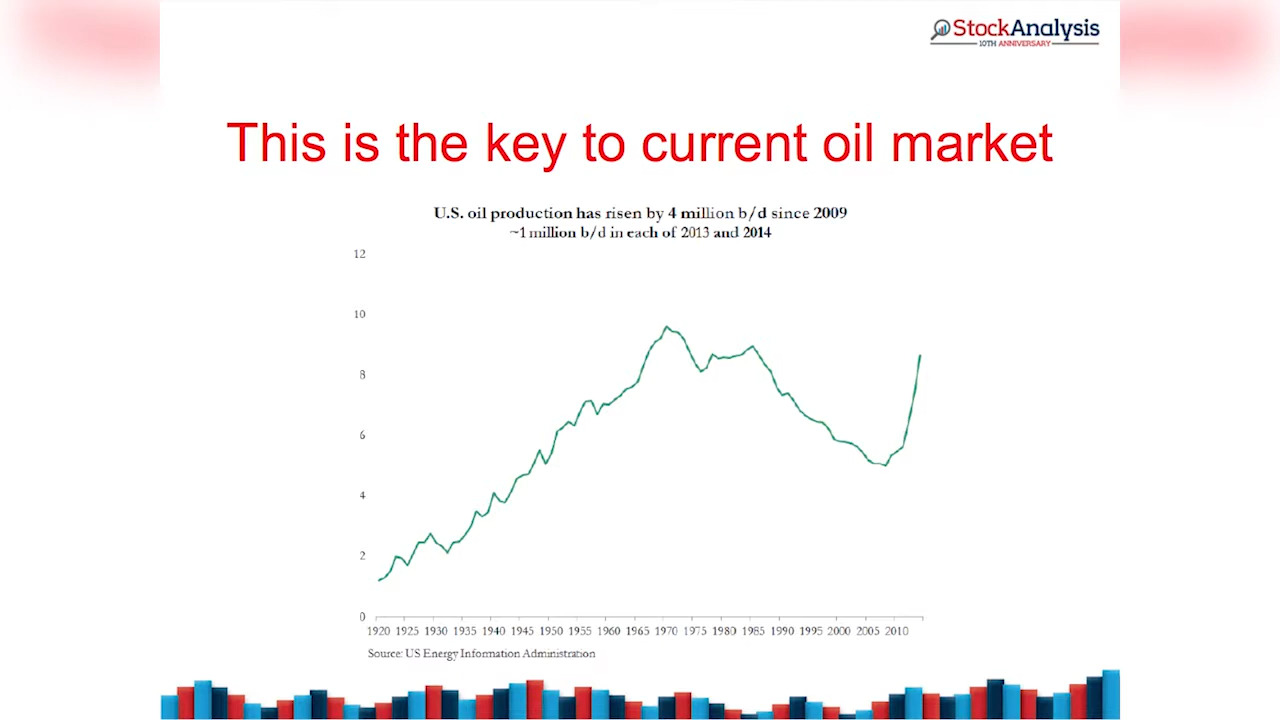 StockAnalysis
10TH ANNIVERSARY
This is the key to current oil market
U.S. oil production has risen by 4 million b/d since 2009
~1 million b/d in each of 2013 and 2014
12
10
8
6
4
2
0
1920 1925 1930 1935 1940 1945 1950 1955 1960 1965 1970 1975 1980 1985 1990 1995 2000 2005 2010
Source: US Energy Information Administration